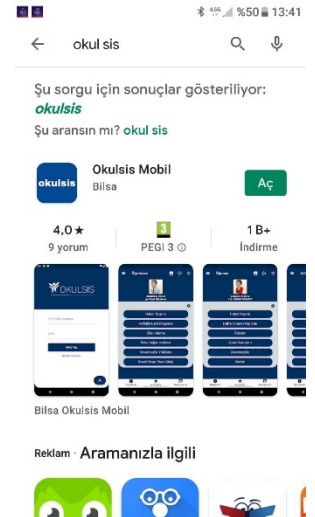 %50 13:41
okul sis
Şu sorgu için sonuçlar gösteriliyor:
okulsis
Şu aransın mı? okul sis
okulsis
Okulsis Mobil
Bilsa
Aç
4,0 ★
9 yorum
3
PEGI 3
1 B+
İndirme
OKULSIS
Bilsa Okulsis Mobil
Reklam · Aramanızla ilgili